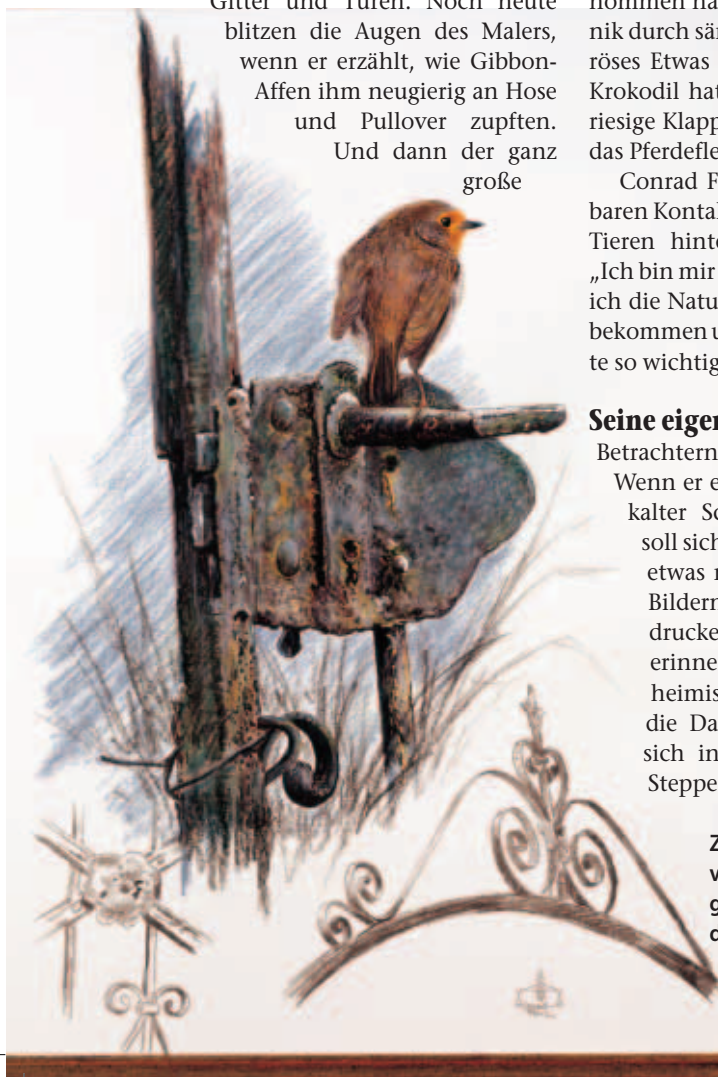 Gitter und Türen. Noch heute
blitzen die Augen des Malers,
wenn er erzählt, wie Gibbon-
Affen ihm neugierig an Hose
und Pullover zupften.
Und dann der ganz
große
nommen ha
nik durch sä
röses Etwas
Krokodil hat
riesige Klapp
das Pferdefle
Conrad F
baren Konta
Tieren hinte
„Ich bin mir
ich die Natu
bekommen u
te so wichtig
Seine eige
Betrachtern
Wenn er e
kalter Sc
soll sich
etwas
Bilder
drucke
erinne
heimis
die Da
sich in
Steppe
Z
v
g
d